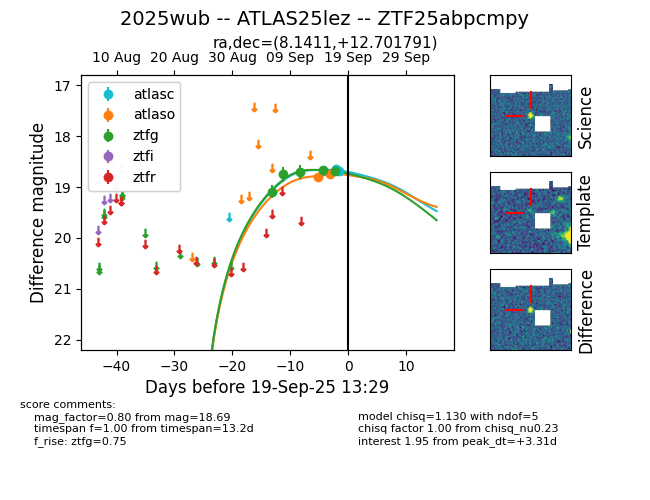 2025wub -- ATLAS25lez -- ZTF25abpcmpy
ra,dec=(8.1411,+12.701791)
10 Aug 20 Aug 30 Aug 09 Sep 19 Sep 29 Sep
17
18
19
20
21
22
Difference magnitude
atlasc
atlaso
ztfg
ztfi
ztfr
−40 −30 −20 −10 0 10
Days before 19-Sep-25 13:29
Science
Template
Difference
score comments:
mag_factor=0.80 from mag=18.69
timespan f=1.00 from timespan=13.2d
f_rise: ztfg=0.75
model chisq=1.130 with ndof=5
chisq factor 1.00 from chisq_nu0.23
interest 1.95 from peak_dt=+3.31d